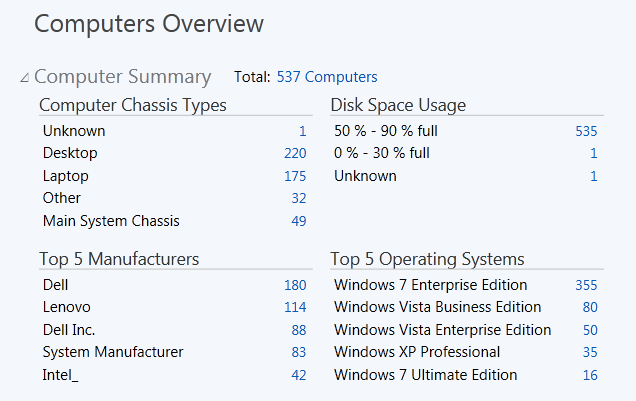 Computers Overview
Computer Summary Total: 537 Computers
Computer Chassis Types
Unknown 1
Desktop 220
Laptop 175
Other 32
Main System Chassis 49
Disk Space Usage
50 % - 90 % full 535
0 % - 30 % full 1
Unknown 1
Top 5 Manufacturers
Dell 180
Lenovo 114
Dell Inc. 88
System Manufacturer 83
Intel_ 42
Top 5 Operating Systems
Windows 7 Enterprise Edition 355
Windows Vista Business Edition 80
Windows Vista Enterprise Edition 50
Windows XP Professional 35
Windows 7 Ultimate Edition 16